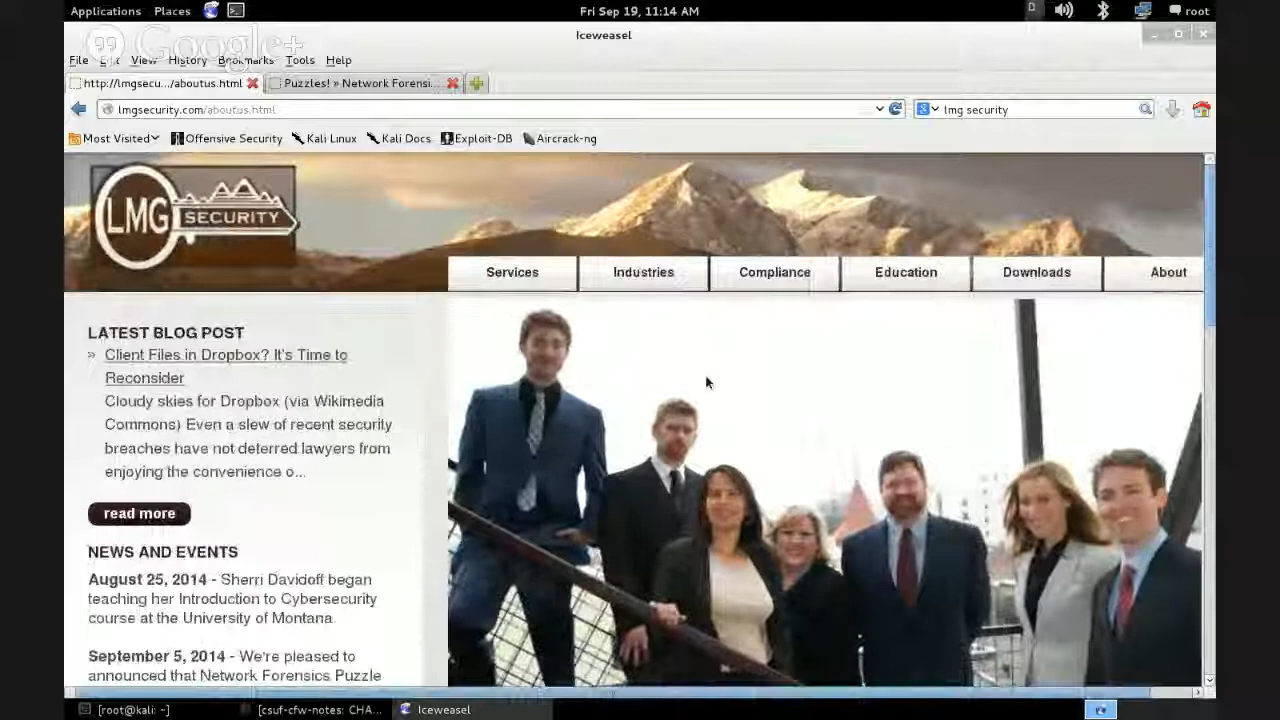 Applications Places Fri Sep 19, 11:14 AM root
Google+
Iceweasel
File Edit View History Bookmarks Tools Help
http://lmgsecu.../aboutus.html Puzzles! » Network Forensi...
lmgsecurity.com/aboutus.html lmg security
Most Visited Offensive Security Kali Linux Kali Docs Exploit-DB Aircrack-ng
LMG SECURITY
Services Industries Compliance Education Downloads About
LATEST BLOG POST
» Client Files in Dropbox? It's Time to
Reconsider
Cloudy skies for Dropbox (via Wikimedia
Commons) Even a slew of recent security
breaches have not deterred lawyers from
enjoying the convenience o...
read more
NEWS AND EVENTS
August 25, 2014 - Sherri Davidoff began
teaching her Introduction to Cybersecurity
course at the University of Montana
September 5, 2014 - We're pleased to
announced that Network Forensics Puzzle
[root@kali: ~] [csuf-cfw-notes: CHA... Iceweasel